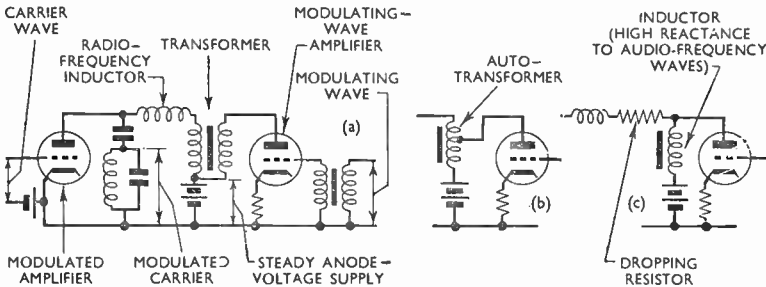 CARRIER
WAVE
RADIO-
FREQUENCY
INDUCTOR
TRANSFORMER
MODULATING-
WAVE
AMPLIFIER
MODULATING
WAVE
(a)
MODULATED
AMPLIFIER
MODULATED
CARRIER
STEADY ANODE-
VOLTAGE SUPPLY
AUTO-
TRANSFORMER
(b)
INDUCTOR
(HIGH REACTANCE
TO AUDIO-FREQUENCY
WAVES)
(c)
DROPPING
RESISTOR